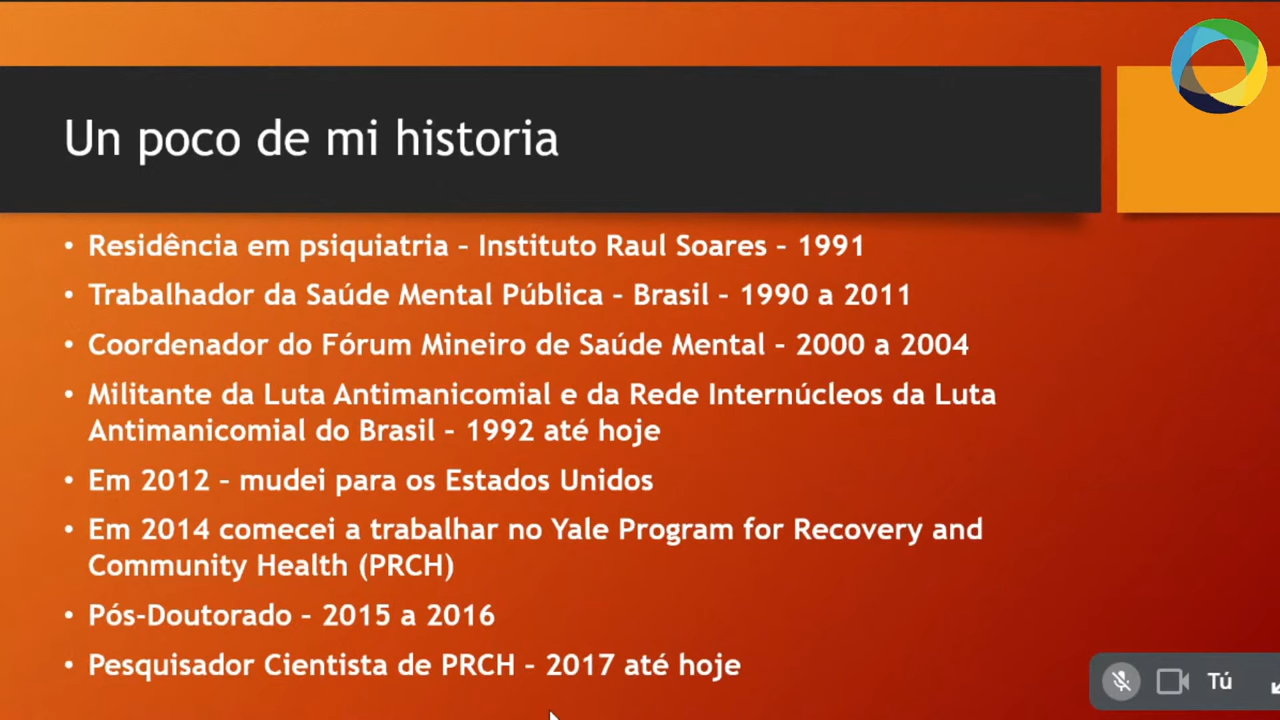 Un poco de mi historia
• Residência em psiquiatria – Instituto Raul Soares – 1991
• Trabalhador da Saúde Mental Pública – Brasil – 1990 a 2011
• Coordenador do Fórum Mineiro de Saúde Mental – 2000 a 2004
• Militante da Luta Antimanicomial e da Rede Internúcleos da Luta
Antimanicomial do Brasil – 1992 até hoje
• Em 2012 – mudei para os Estados Unidos
• Em 2014 comecei a trabalhar no Yale Program for Recovery and
Community Health (PRCH)
• Pós-Doutorado – 2015 a 2016
• Pesquisador Cientista de PRCH – 2017 até hoje
Tú